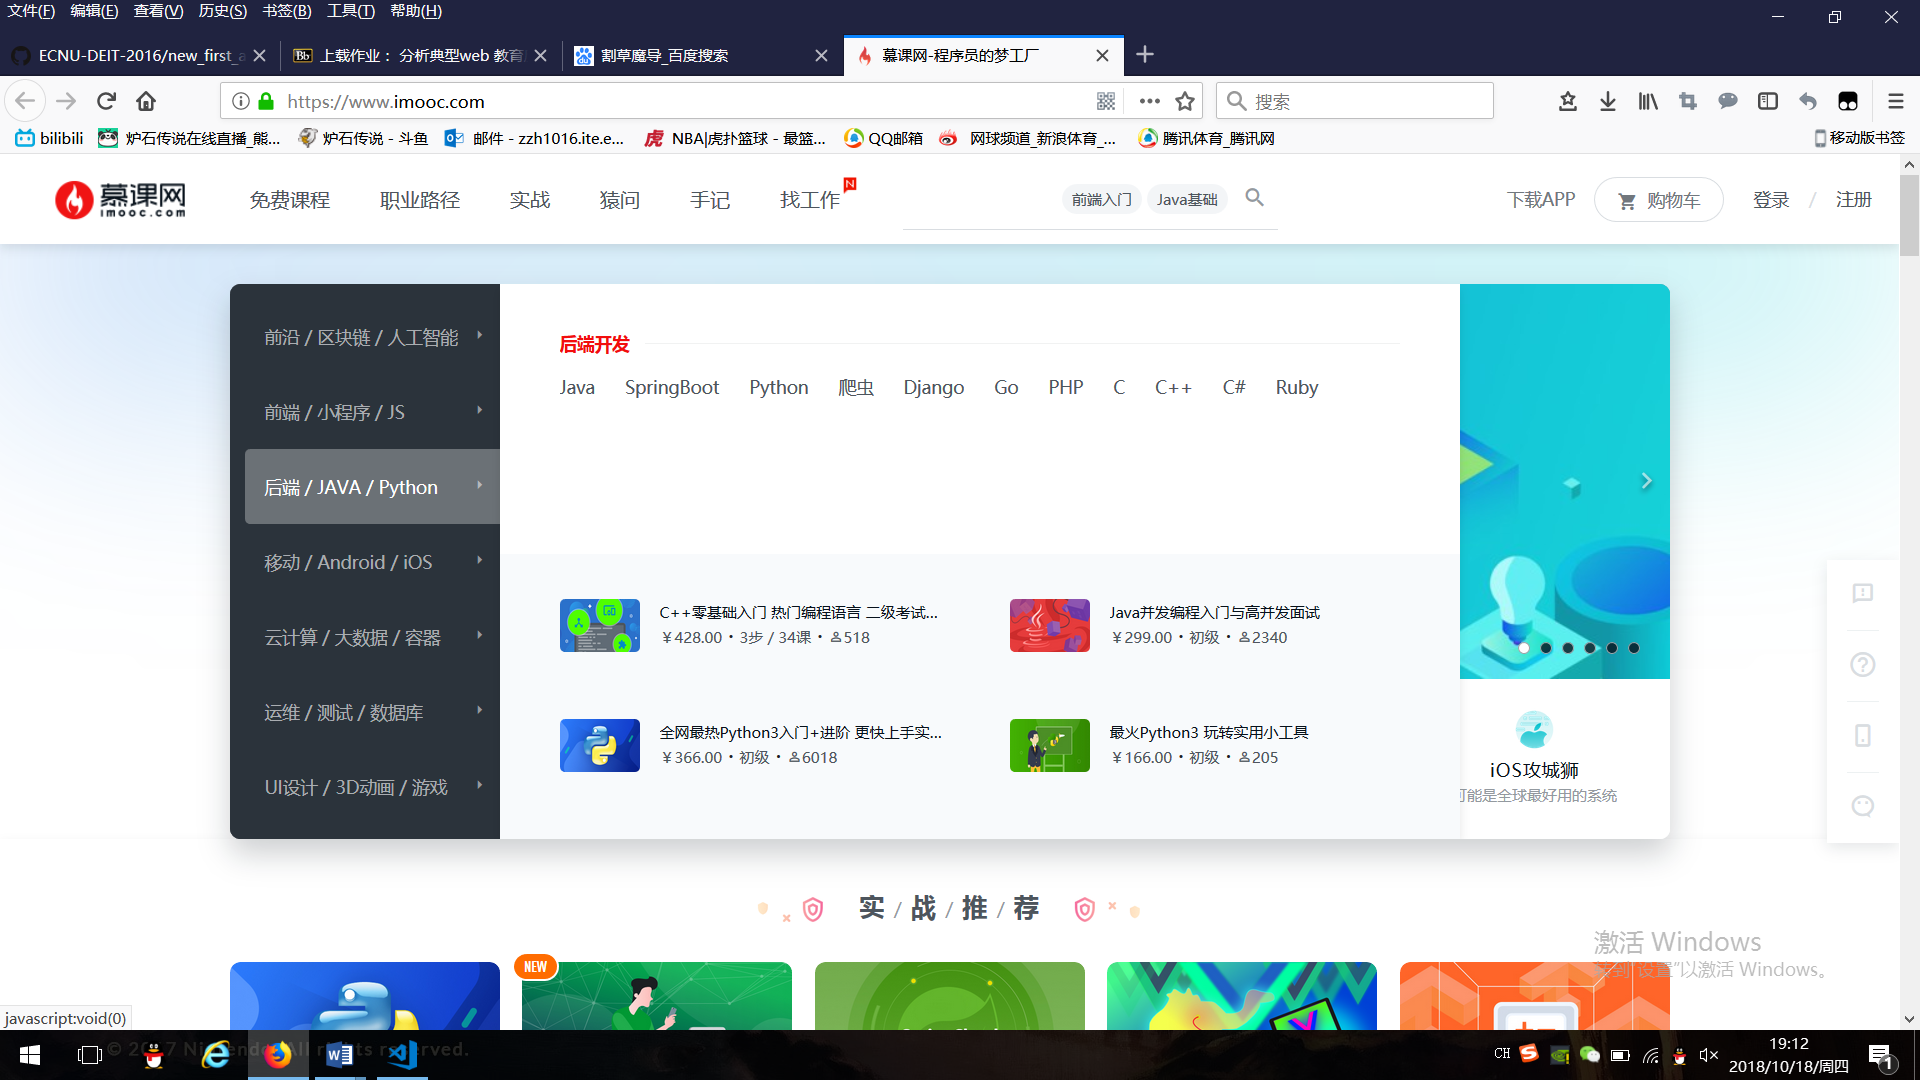 文件(F) 编辑(E) 查看(V) 历史(S) 书签(B) 工具(T) 帮助(H)
ECNU-DEIT-2016/new_first_a
上载作业： 分析典型web 教育
割草魔导_百度搜索
慕课网-程序员的梦工厂
https://www.imooc.com
搜索
bilibili
炉石传说在线直播_熊...
炉石传说 - 斗鱼
邮件 - zzh1016.ite.e...
NBA|虎扑篮球 - 最篮...
QQ邮箱
网球频道_新浪体育_...
腾讯体育_腾讯网
移动版书签
慕课网
imooc.com
免费课程 职业路径 实战 猿问 手记 找工作 N
前端入门 Java基础
下载APP 购物车 登录 / 注册
前沿 / 区块链 / 人工智能
前端 / 小程序 / JS
后端 / JAVA / Python
移动 / Android / iOS
云计算 / 大数据 / 容器
运维 / 测试 / 数据库
UI设计 / 3D动画 / 游戏
后端开发
Java SpringBoot Python 爬虫 Django Go PHP C C++ C# Ruby
C++零基础入门 热门编程语言 二级考试...
￥428.00 · 3步 / 34课 · 518
Java并发编程入门与高并发面试
￥299.00 · 初级 · 2340
全网最热Python3入门+进阶 更快上手实...
￥366.00 · 初级 · 6018
最火Python3 玩转实用小工具
￥166.00 · 初级 · 205
iOS攻城狮
可能是全球最好用的系统
实 / 战 / 推 / 荐
NEW
激活 Windows
转到“设置”以激活 Windows。
javascript:void(0)
CH
19:12
2018/10/18/周四
1